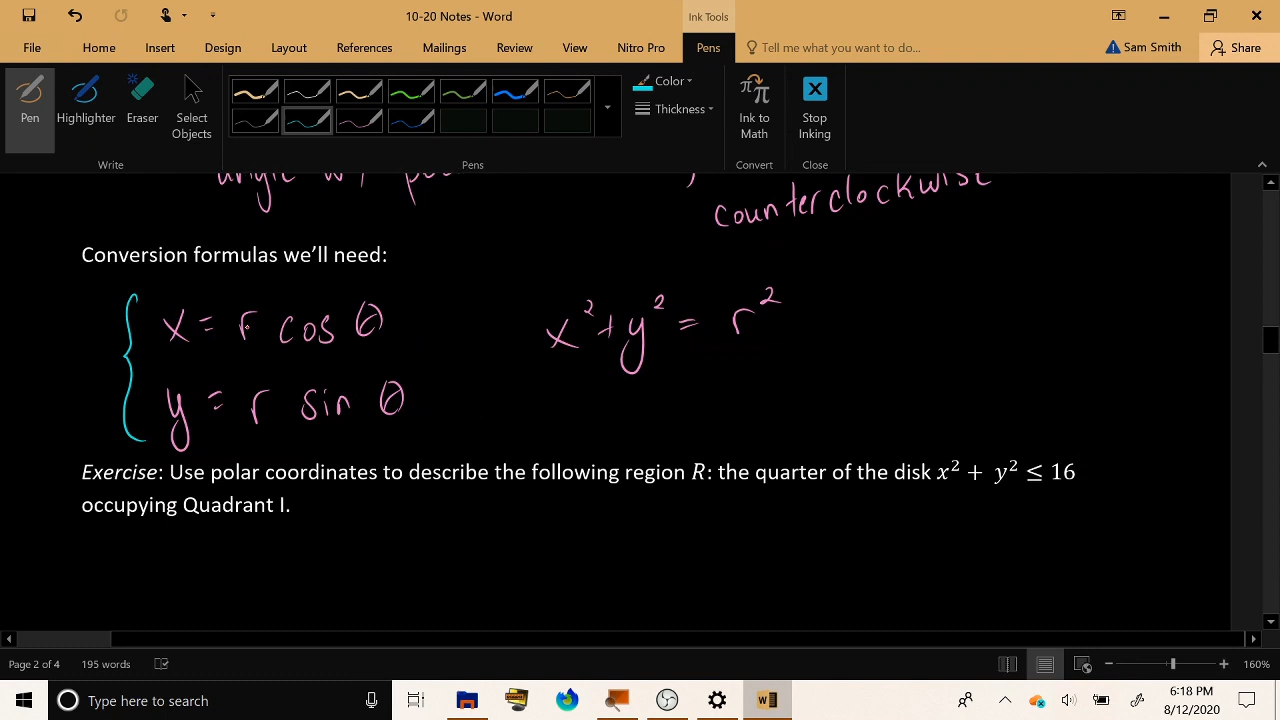 10-20 Notes - Word
Ink Tools
File Home Insert Design Layout References Mailings Review View Nitro Pro Pens Tell me what you want to do... Sam Smith Share
Pen Highlighter Eraser Select Objects
Color
Thickness
Ink to Math
Stop Inking
Write Pens Convert Close
angle w/
counterclockwise
Conversion formulas we'll need:
x = r cos θ x² + y² = r²
y = r sin θ
Exercise: Use polar coordinates to describe the following region R: the quarter of the disk x² + y² ≤ 16
occupying Quadrant I.
Page 2 of 4 195 words 160%
Type here to search
6:18 PM
8/12/2020